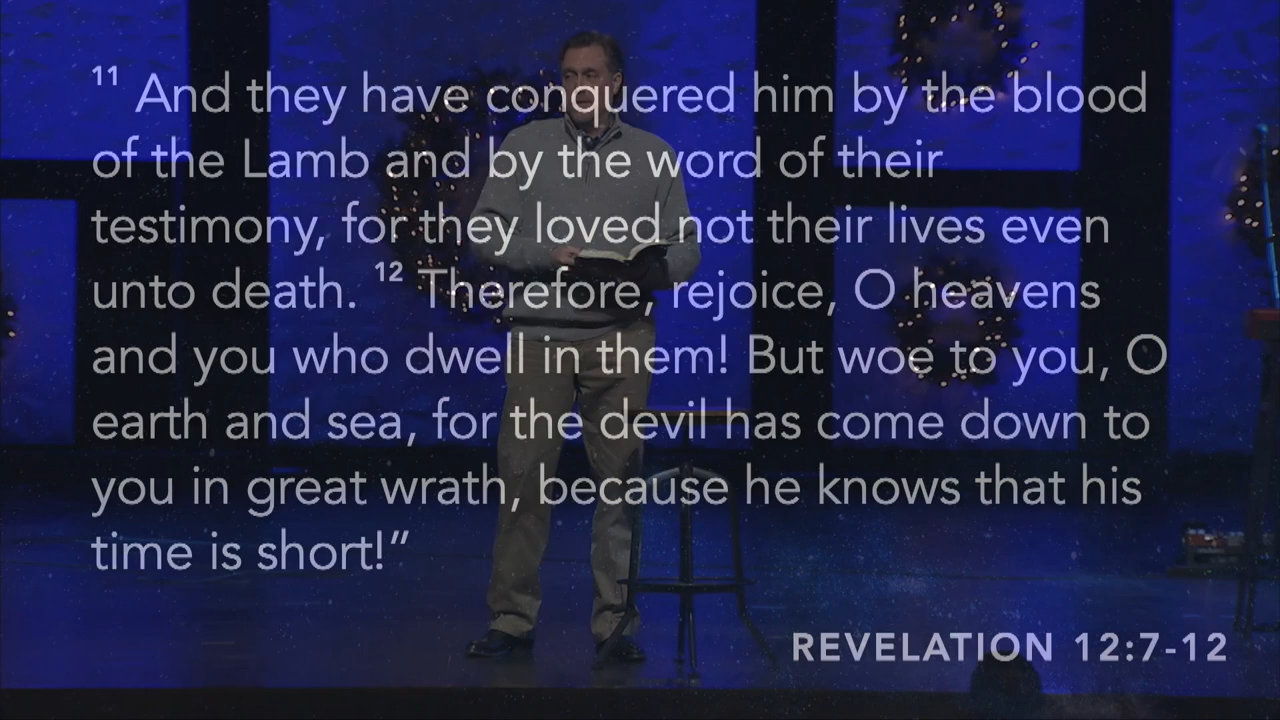 11 And they have conquered him by the blood
of the Lamb and by the word of their
testimony, for they loved not their lives even
unto death. 12 Therefore, rejoice, O heavens
and you who dwell in them! But woe to you, O
earth and sea, for the devil has come down to
you in great wrath, because he knows that his
time is short!”
REVELATION 12:7-12